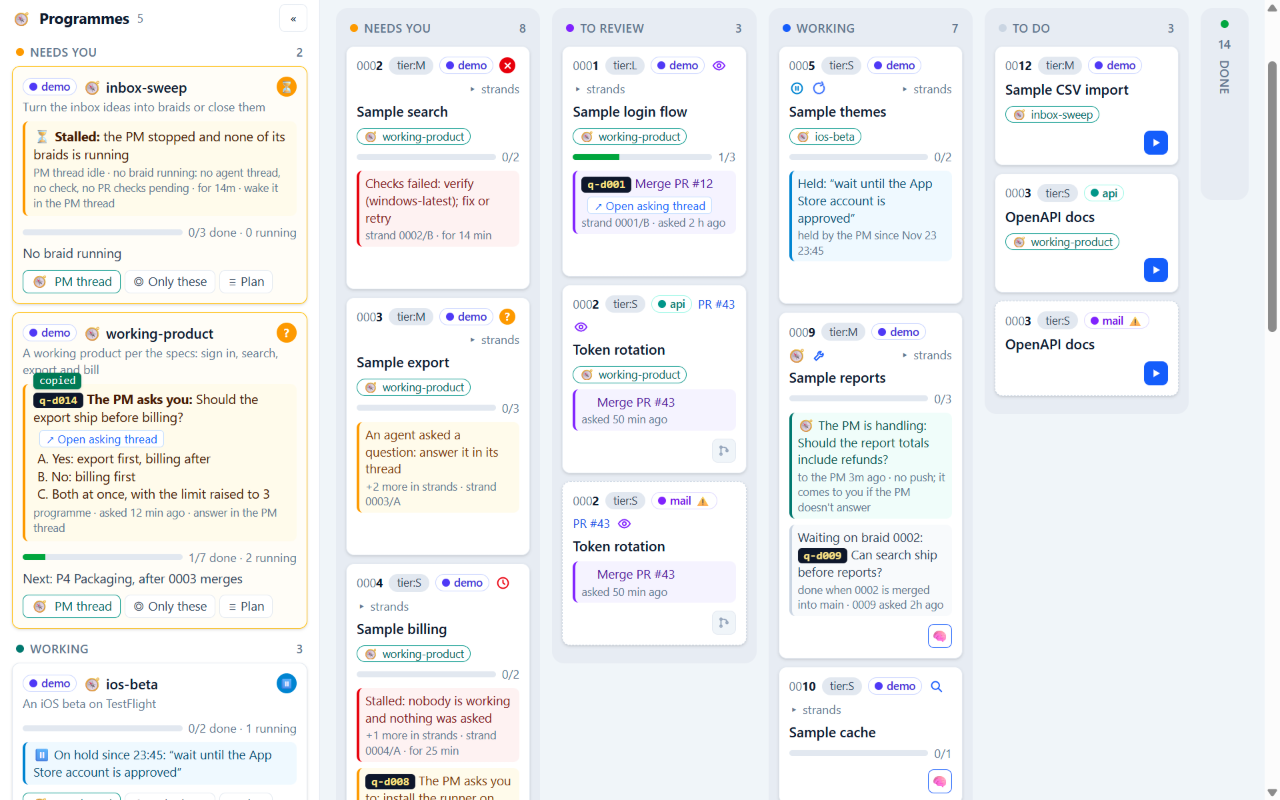 Programmes 5
«
NEEDS YOU 2
demo inbox-sweep
Turn the inbox ideas into braids or close them
Stalled: the PM stopped and none of its
braids is running
PM thread idle · no braid running: no agent thread,
no check, no PR checks pending · for 14m · wake it
in the PM thread
0/3 done · 0 running
No braid running
PM thread
Only these
Plan
demo working-product
?
A working product per the specs: sign in, search,
export and bill
copied
q-d014 The PM asks you: Should the
export ship before billing?
↗ Open asking thread
A. Yes: export first, billing after
B. No: billing first
C. Both at once, with the limit raised to 3
programme · asked 12 min ago · answer in the PM
thread
1/7 done · 2 running
Next: P4 Packaging, after 0003 merges
PM thread
Only these
Plan
WORKING 3
demo ios-beta
An iOS beta on TestFlight
0/2 done · 1 running
On hold since 23:45: “wait until the App
Store account is approved”
NEEDS YOU 8
0002 tier:M demo
▸ strands
Sample search
working-product
0/2
Checks failed: verify
(windows-latest); fix or
retry
strand 0002/B · for 14 min
0003 tier:M demo ?
▸ strands
Sample export
working-product
0/3
An agent asked a
question: answer it in its
thread
+2 more in strands · strand
0003/A
0004 tier:S demo
▸ strands
Sample billing
working-product
0/2
Stalled: nobody is working
and nothing was asked
+1 more in strands · strand
0004/A · for 25 min
q-d008 The PM asks you
to: install the runner on
TO REVIEW 3
0001 tier:L demo
▸ strands
Sample login flow
working-product
1/3
q-d001 Merge PR #12
↗ Open asking thread
strand 0001/B · asked 2 h ago
0002 tier:S api PR #43
Token rotation
working-product
Merge PR #43
asked 50 min ago
0002 tier:S mail
PR #43
Token rotation
Merge PR #43
asked 50 min ago
WORKING 7
0005 tier:S demo
▸ strands
Sample themes
ios-beta
0/2
Held: “wait until the App
Store account is
approved”
held by the PM since Nov 23
23:45
0009 tier:M demo
▸ strands
Sample reports
0/3
The PM is handling:
Should the report totals
include refunds?
to the PM 3m ago · no push; it
comes to you if the PM
doesn't answer
Waiting on braid 0002:
q-d009 Can search ship
before reports?
done when 0002 is merged
into main · 0009 asked 2h ago
0010 tier:S demo
▸ strands
Sample cache
0/1
TO DO 3
0012 tier:M demo
Sample CSV import
inbox-sweep
0003 tier:S api
OpenAPI docs
working-product
0003 tier:S mail
OpenAPI docs
14
DONE